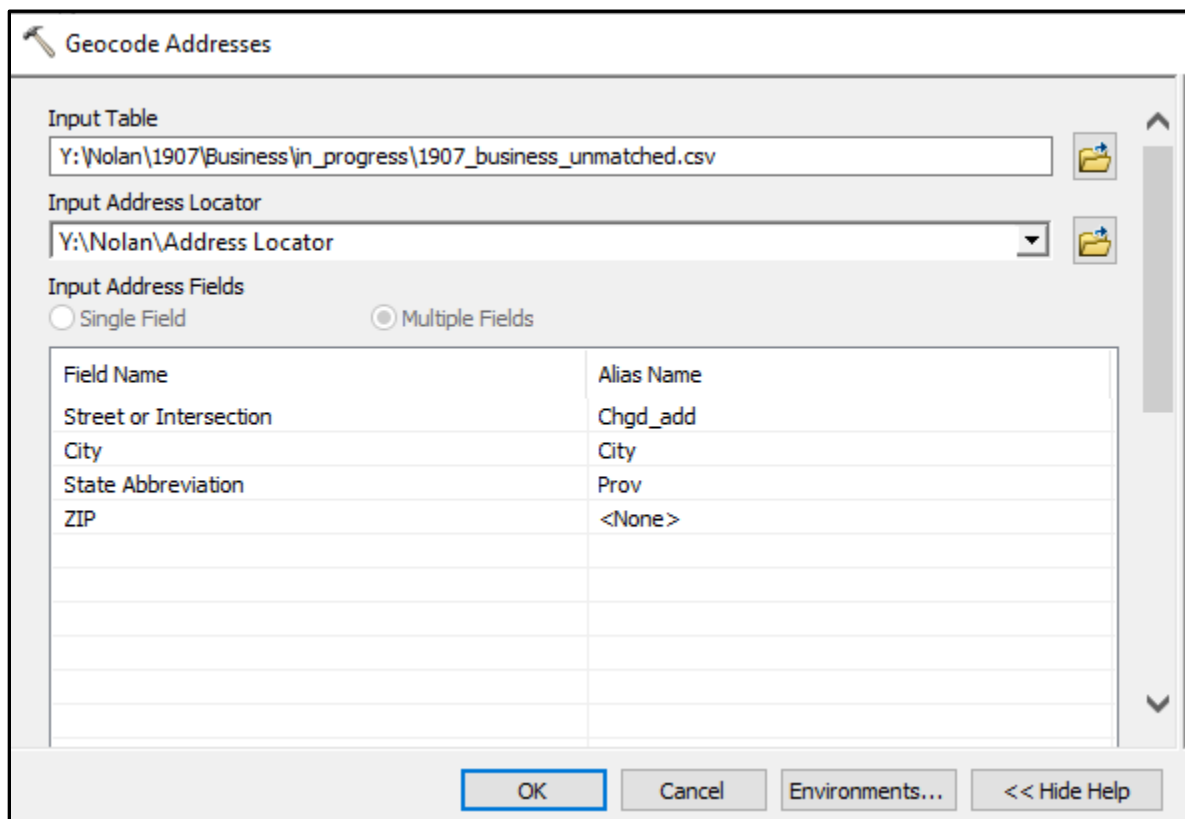 Geocode Addresses
Input Table
Y:\Nolan\1907\Business\in_progress\1907_business_unmatched.csv
Input Address Locator
Y:\Nolan\Address Locator
Input Address Fields
Single Field Multiple Fields
Field Name Alias Name
Street or Intersection Chgd_add
City City
State Abbreviation Prov
ZIP <None>
OK Cancel Environments... << Hide Help